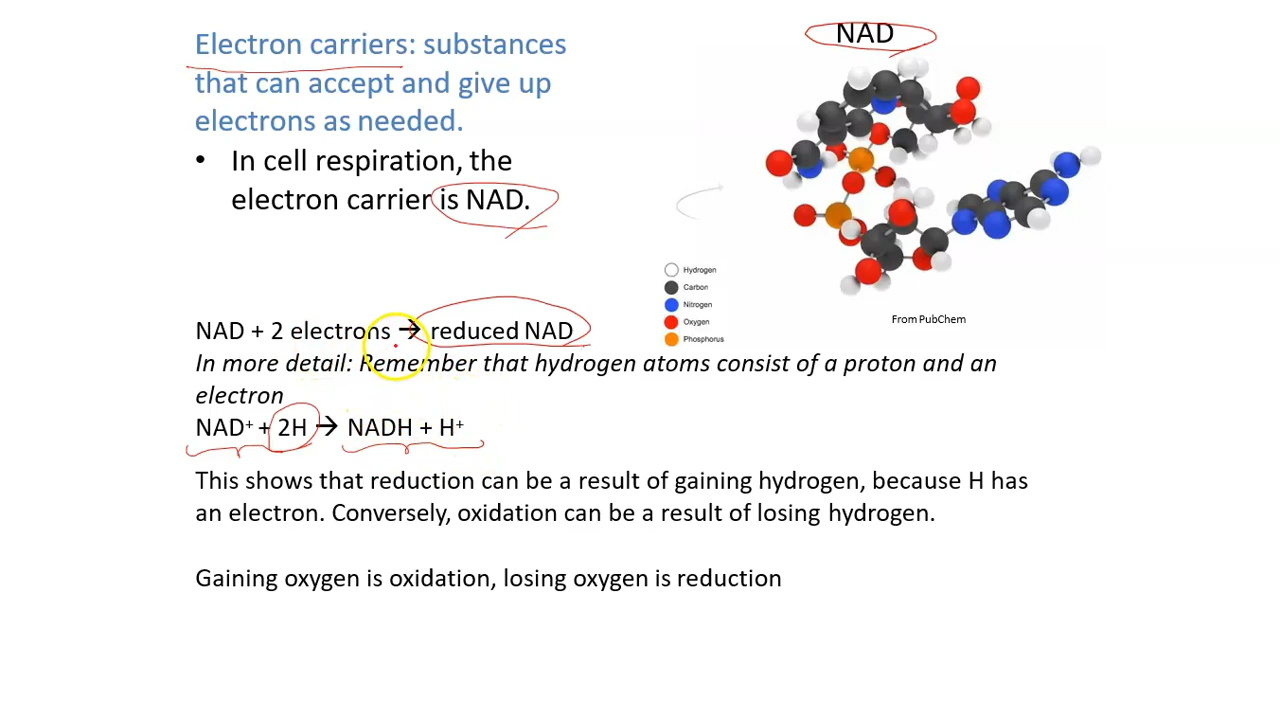 Electron carriers: substances
that can accept and give up
electrons as needed.
• In cell respiration, the
electron carrier is NAD.
NAD
Hydrogen
Carbon
Nitrogen
Oxygen
Phosphorus
From PubChem
NAD + 2 electrons → reduced NAD
In more detail: Remember that hydrogen atoms consist of a proton and an
electron
NAD⁺ + 2H → NADH + H⁺
This shows that reduction can be a result of gaining hydrogen, because H has
an electron. Conversely, oxidation can be a result of losing hydrogen.
Gaining oxygen is oxidation, losing oxygen is reduction